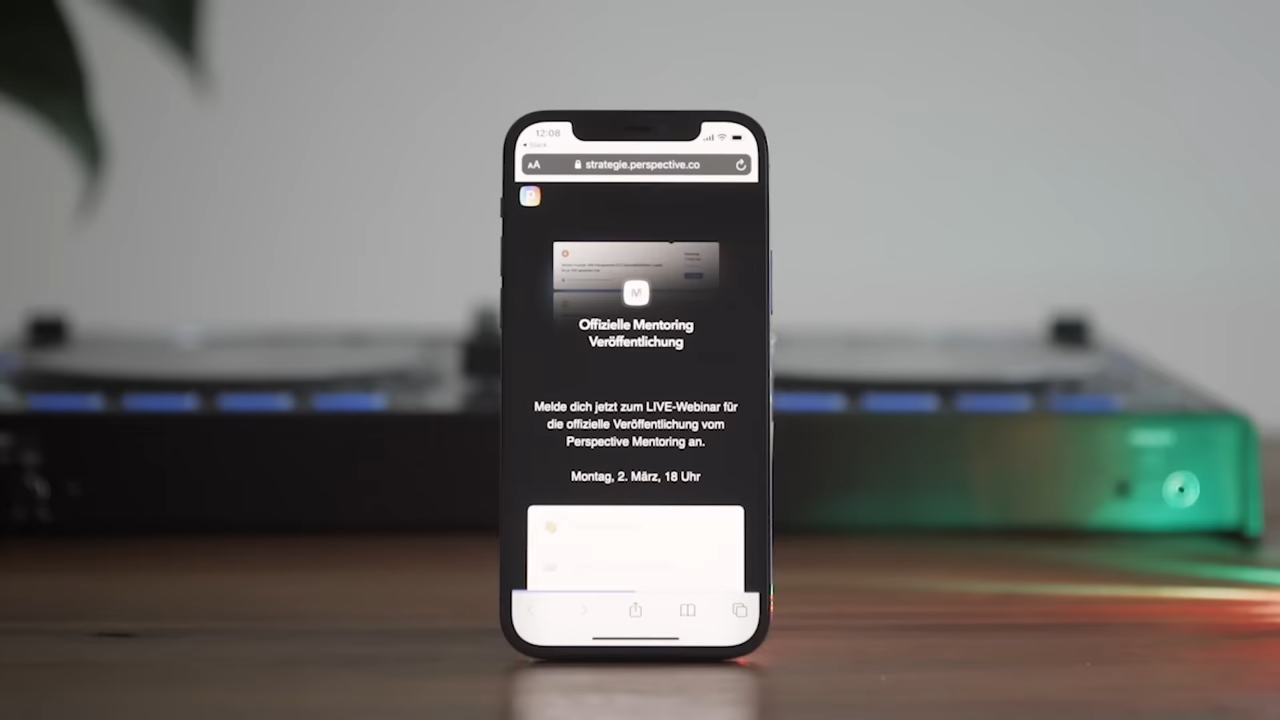 12:08
Slack
AA strategie.perspective.co
M
Offizielle Mentoring
Veröffentlichung
Melde dich jetzt zum LIVE-Webinar für
die offizielle Veröffentlichung vom
Perspective Mentoring an.
Montag, 2. März, 18 Uhr